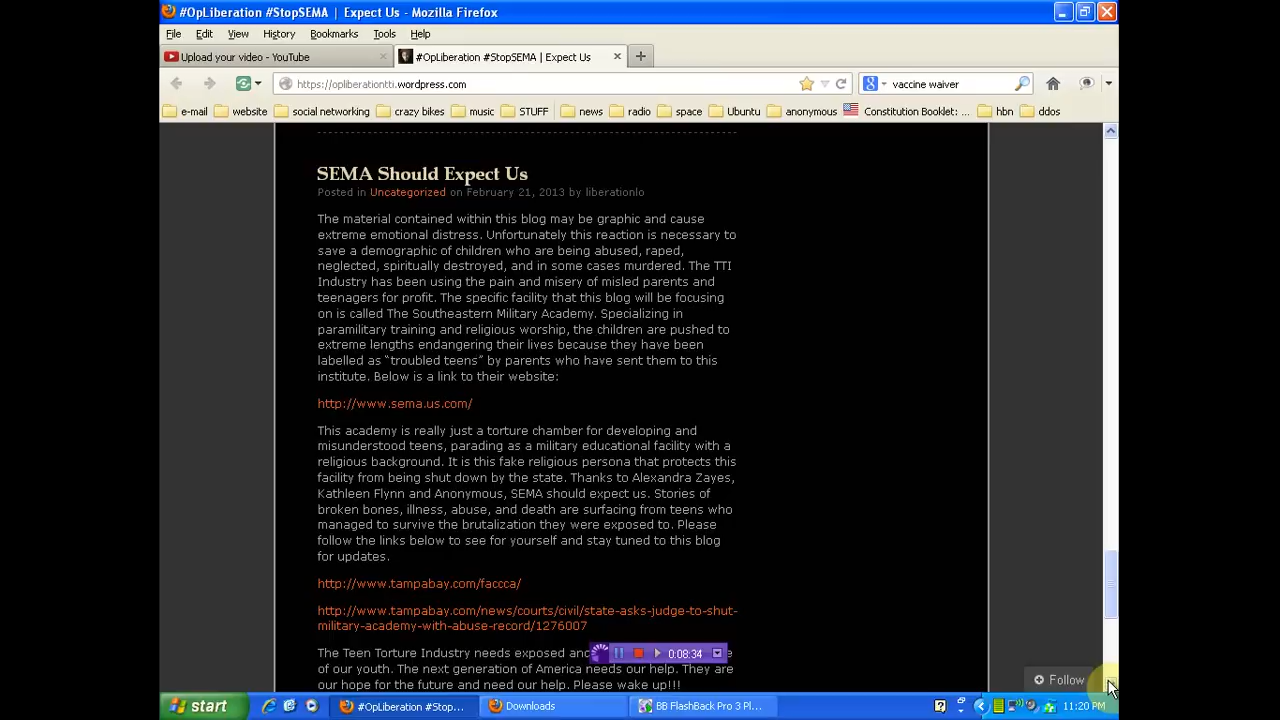 #OpLiberation #StopSEMA | Expect Us - Mozilla Firefox
File Edit View History Bookmarks Tools Help
Upload your video - YouTube
#OpLiberation #StopSEMA | Expect Us
https://opliberationtti.wordpress.com
vaccine waiver
e-mail website social networking crazy bikes music STUFF news radio space Ubuntu anonymous Constitution Booklet: ... hbn ddos
SEMA Should Expect Us
Posted in Uncategorized on February 21, 2013 by liberationlo
The material contained within this blog may be graphic and cause
extreme emotional distress. Unfortunately this reaction is necessary to
save a demographic of children who are being abused, raped,
neglected, spiritually destroyed, and in some cases murdered. The TTI
Industry has been using the pain and misery of misled parents and
teenagers for profit. The specific facility that this blog will be focusing
on is called The Southeastern Military Academy. Specializing in
paramilitary training and religious worship, the children are pushed to
extreme lengths endangering their lives because they have been
labelled as “troubled teens” by parents who have sent them to this
institute. Below is a link to their website:
http://www.sema.us.com/
This academy is really just a torture chamber for developing and
misunderstood teens, parading as a military educational facility with a
religious background. It is this fake religious persona that protects this
facility from being shut down by the state. Thanks to Alexandra Zayes,
Kathleen Flynn and Anonymous, SEMA should expect us. Stories of
broken bones, illness, abuse, and death are surfacing from teens who
managed to survive the brutalization they were exposed to. Please
follow the links below to see for yourself and stay tuned to this blog
for updates.
http://www.tampabay.com/faccca/
http://www.tampabay.com/news/courts/civil/state-asks-judge-to-shut-
military-academy-with-abuse-record/1276007
The Teen Torture Industry needs exposed
0:08:34
of our youth. The next generation of America needs our help. They are
our hope for the future and need our help. Please wake up!!!
Follow
start
#OpLiberation #StopS...
Downloads
BB FlashBack Pro 3 Pl...
11:20 PM